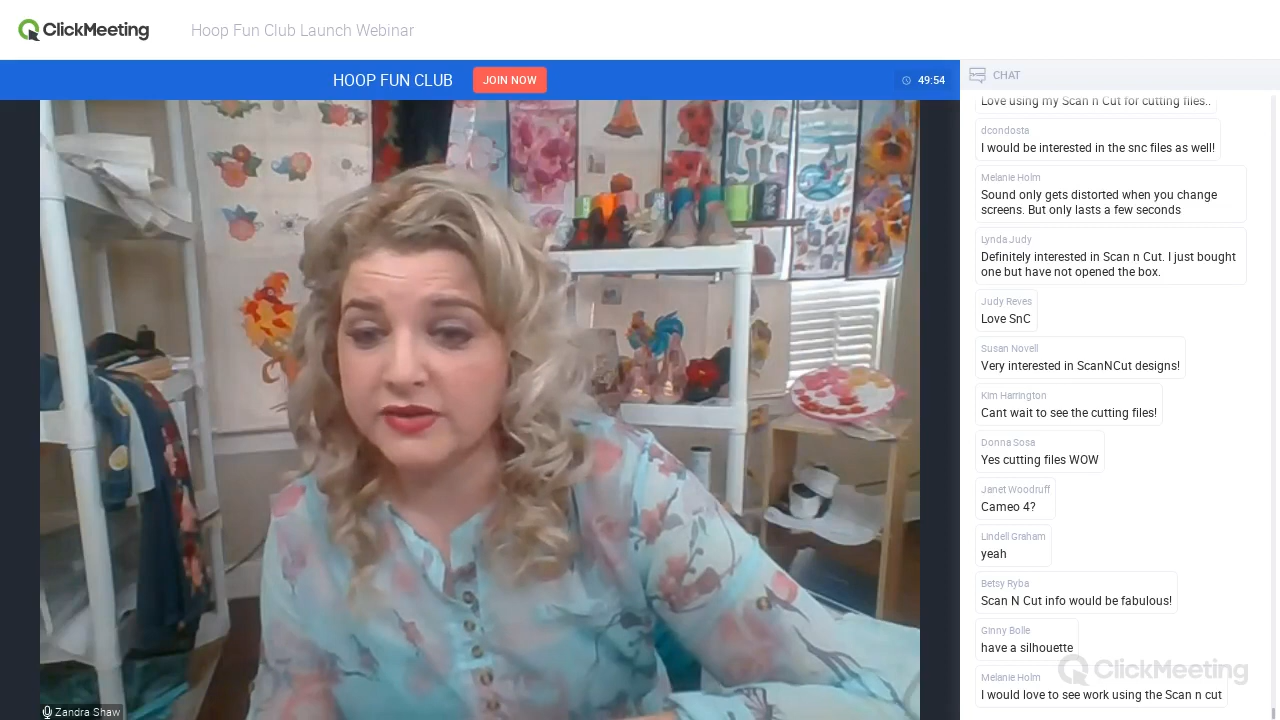 ClickMeeting
Hoop Fun Club Launch Webinar
HOOP FUN CLUB
JOIN NOW
49:54
CHAT
Love using my Scan n Cut for cutting files..
dcondosta
I would be interested in the snc files as well!
Melanie Holm
Sound only gets distorted when you change
screens. But only lasts a few seconds
Lynda Judy
Definitely interested in Scan n Cut. I just bought
one but have not opened the box.
Judy Reves
Love SnC
Susan Novell
Very interested in ScanNCut designs!
Kim Harrington
Cant wait to see the cutting files!
Donna Sosa
Yes cutting files WOW
Janet Woodruff
Cameo 4?
Lindell Graham
yeah
Betsy Ryba
Scan N Cut info would be fabulous!
Ginny Bolle
have a silhouette
ClickMeeting
Melanie Holm
I would love to see work using the Scan n cut
Zandra Shaw